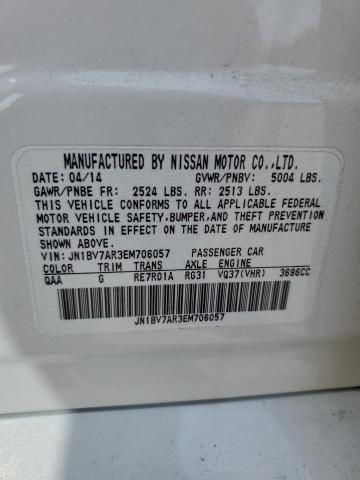 MANUFACTURED BY NISSAN MOTOR CO.,LTD.
DATE: 04/14 GVWR/PNBV: 5004 LBS.
GAWR/PNBE FR: 2524 LBS. RR: 2513 LBS.
THIS VEHICLE CONFORMS TO ALL APPLICABLE FEDERAL
MOTOR VEHICLE SAFETY,BUMPER,AND THEFT PREVENTION
STANDARDS IN EFFECT ON THE DATE OF MANUFACTURE
SHOWN ABOVE.
VIN: JN1BV7AR3EM706057 PASSENGER CAR
COLOR TRIM TRANS AXLE ENGINE
QAA G RE7R01A RG31 VQ37(VHR) 3696CC
JN1BV7AR3EM706057